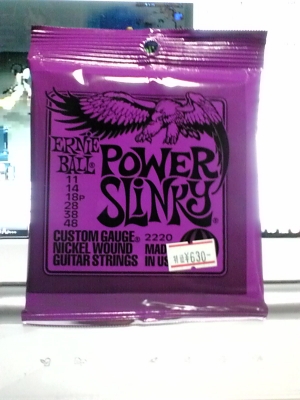 ERNIE
BALL®
POWER
SLINKY®
11
14
18P
28
38
48
CUSTOM GAUGE® 2220
NICKEL WOUND MADE
GUITAR STRINGS IN US
¥630-